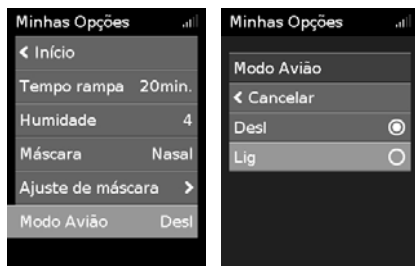 Minhas Opções
< Início
Tempo rampa 20min.
Humidade 4
Máscara Nasal
Ajuste de máscara >
Modo Avião Desl
Minhas Opções
Modo Avião
< Cancelar
Desl
Lig